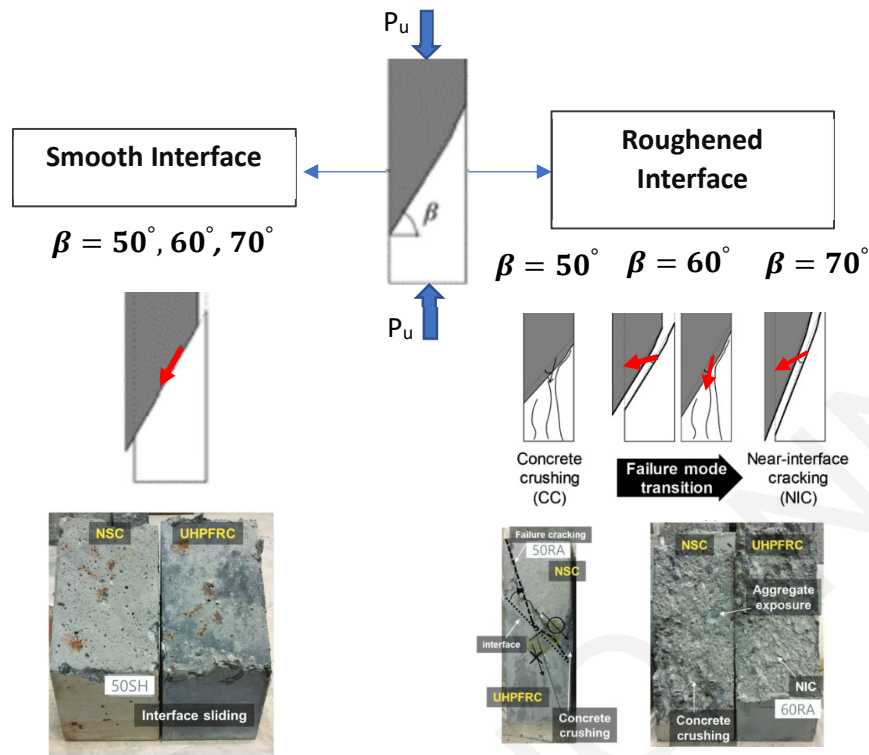 Pu
Smooth Interface
Roughened
Interface
β
β = 50°, 60°, 70°
β = 50°
β = 60°
β = 70°
Pu
Concrete
crushing
(CC)
Failure mode
transition
Near-interface
cracking
(NIC)
NSC
UHPFRC
50SH
Interface sliding
Failure cracking
50RA
NSC
interface
UHPFRC
Concrete
crushing
NSC
UHPFRC
Aggregate
exposure
NIC
Concrete
crushing
60RA